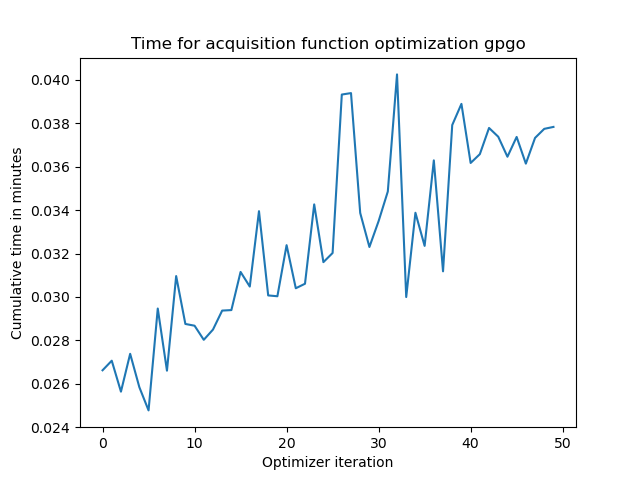 Time for acquisition function optimization gpgo
0.040
0.038
0.036
0.034
0.032
0.030
0.028
0.026
0.024
Cumulative time in minutes
0 10 20 30 40 50
Optimizer iteration